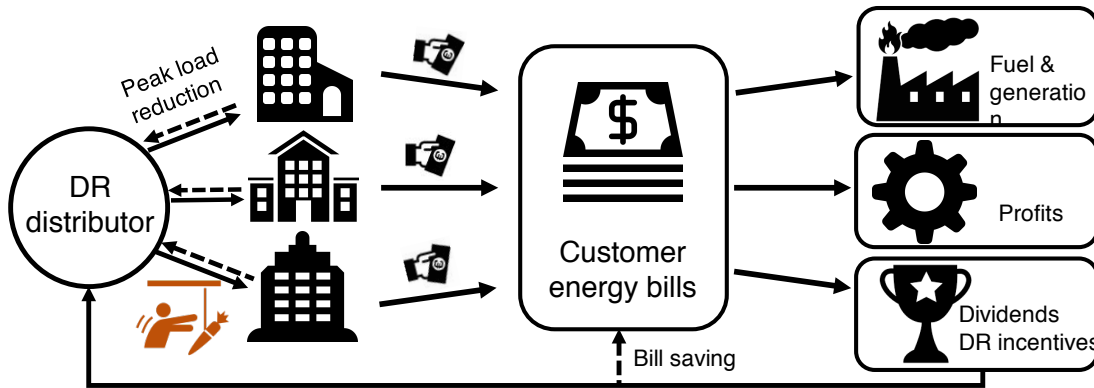 Peak load
reduction
DR
distributor
$
Customer
energy bills
Bill saving
Fuel &
generatio
n
Profits
Dividends
DR incentives